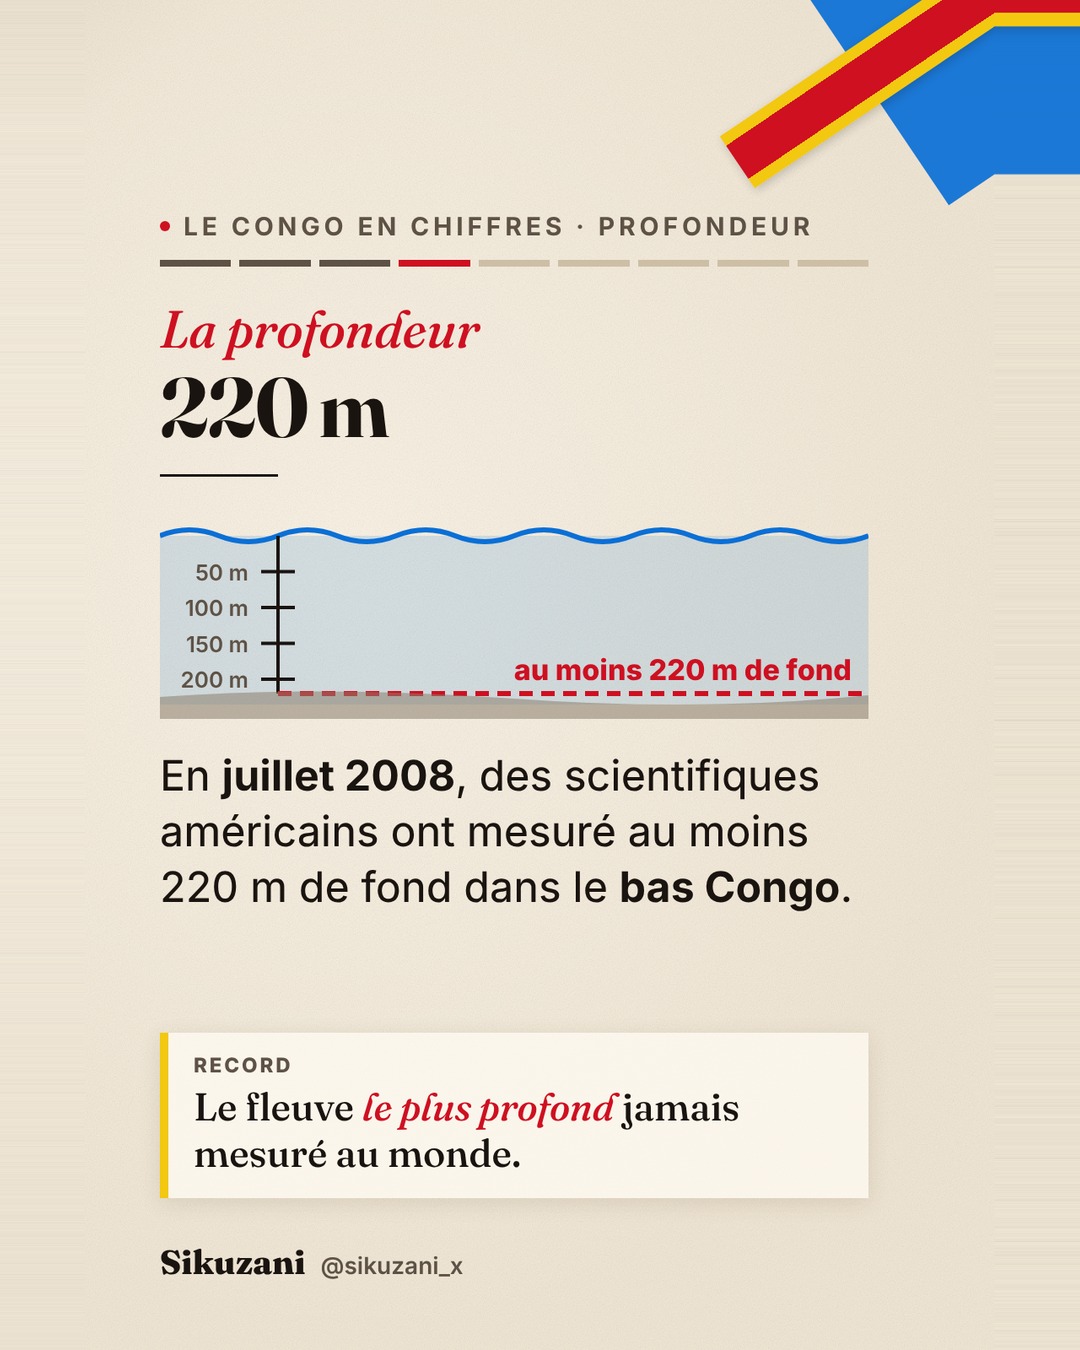 LE CONGO EN CHIFFRES · PROFONDEUR
La profondeur
220 m
50 m
100 m
150 m
200 m
au moins 220 m de fond
En juillet 2008, des scientifiques
américains ont mesuré au moins
220 m de fond dans le bas Congo.
RECORD
Le fleuve le plus profond jamais
mesuré au monde.
Sikuzani @sikuzani_x